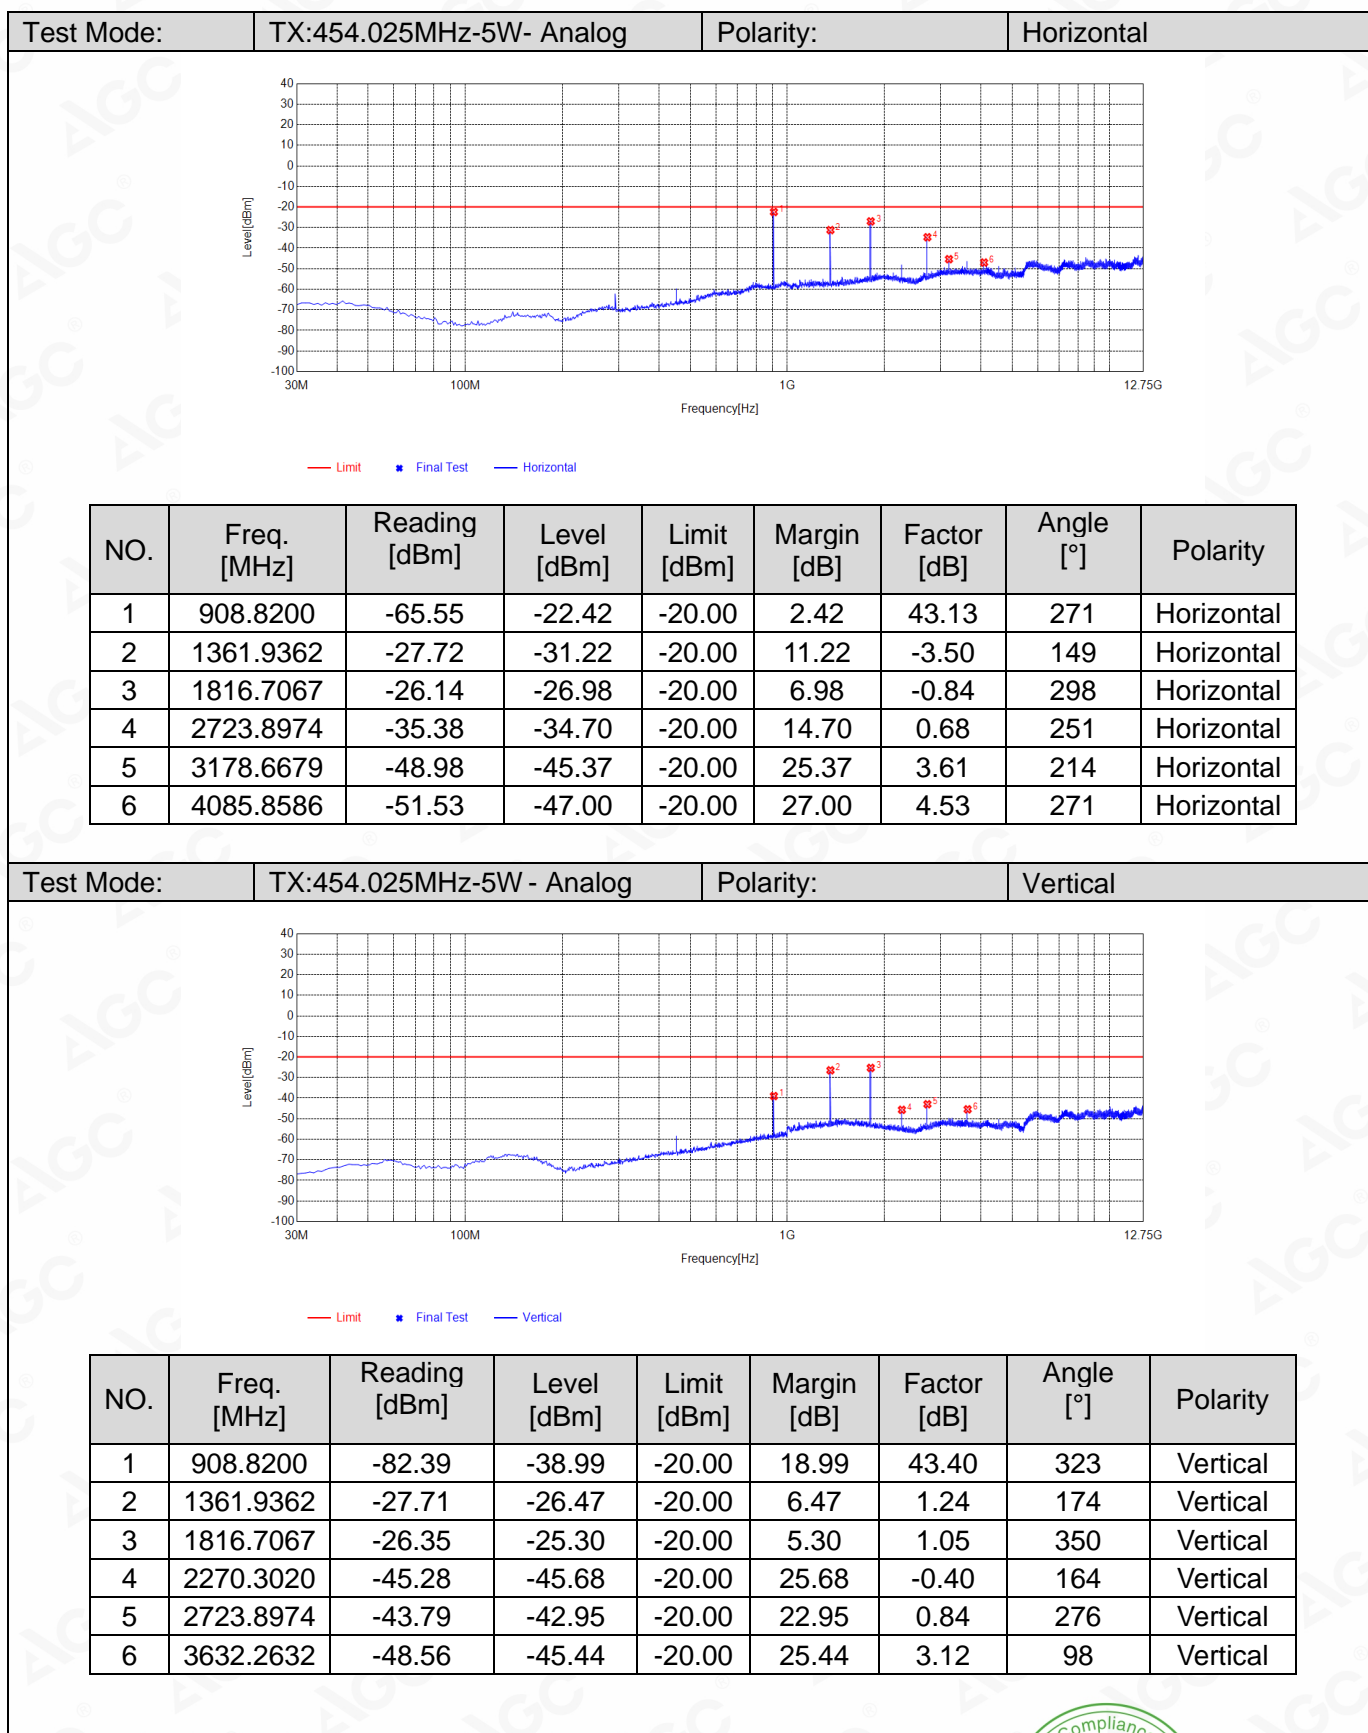 Test Mode: TX:454.025MHz-5W- Analog Polarity: Horizontal
40
30
20
10
0
-10
-20
-30
-40
-50
-60
-70
-80
-90
-100
Level[dBm]
1
2
3
4
5
6
30M 100M 1G 12.75G
Frequency[Hz]
Limit Final Test Horizontal
NO. Freq. [MHz] Reading [dBm] Level [dBm] Limit [dBm] Margin [dB] Factor [dB] Angle [°] Polarity
1 908.8200 -65.55 -22.42 -20.00 2.42 43.13 271 Horizontal
2 1361.9362 -27.72 -31.22 -20.00 11.22 -3.50 149 Horizontal
3 1816.7067 -26.14 -26.98 -20.00 6.98 -0.84 298 Horizontal
4 2723.8974 -35.38 -34.70 -20.00 14.70 0.68 251 Horizontal
5 3178.6679 -48.98 -45.37 -20.00 25.37 3.61 214 Horizontal
6 4085.8586 -51.53 -47.00 -20.00 27.00 4.53 271 Horizontal
Test Mode: TX:454.025MHz-5W - Analog Polarity: Vertical
40
30
20
10
0
-10
-20
-30
-40
-50
-60
-70
-80
-90
-100
Level[dBm]
1
2
3
4
5
6
30M 100M 1G 12.75G
Frequency[Hz]
Limit Final Test Vertical
NO. Freq. [MHz] Reading [dBm] Level [dBm] Limit [dBm] Margin [dB] Factor [dB] Angle [°] Polarity
1 908.8200 -82.39 -38.99 -20.00 18.99 43.40 323 Vertical
2 1361.9362 -27.71 -26.47 -20.00 6.47 1.24 174 Vertical
3 1816.7067 -26.35 -25.30 -20.00 5.30 1.05 350 Vertical
4 2270.3020 -45.28 -45.68 -20.00 25.68 -0.40 164 Vertical
5 2723.8974 -43.79 -42.95 -20.00 22.95 0.84 276 Vertical
6 3632.2632 -48.56 -45.44 -20.00 25.44 3.12 98 Vertical